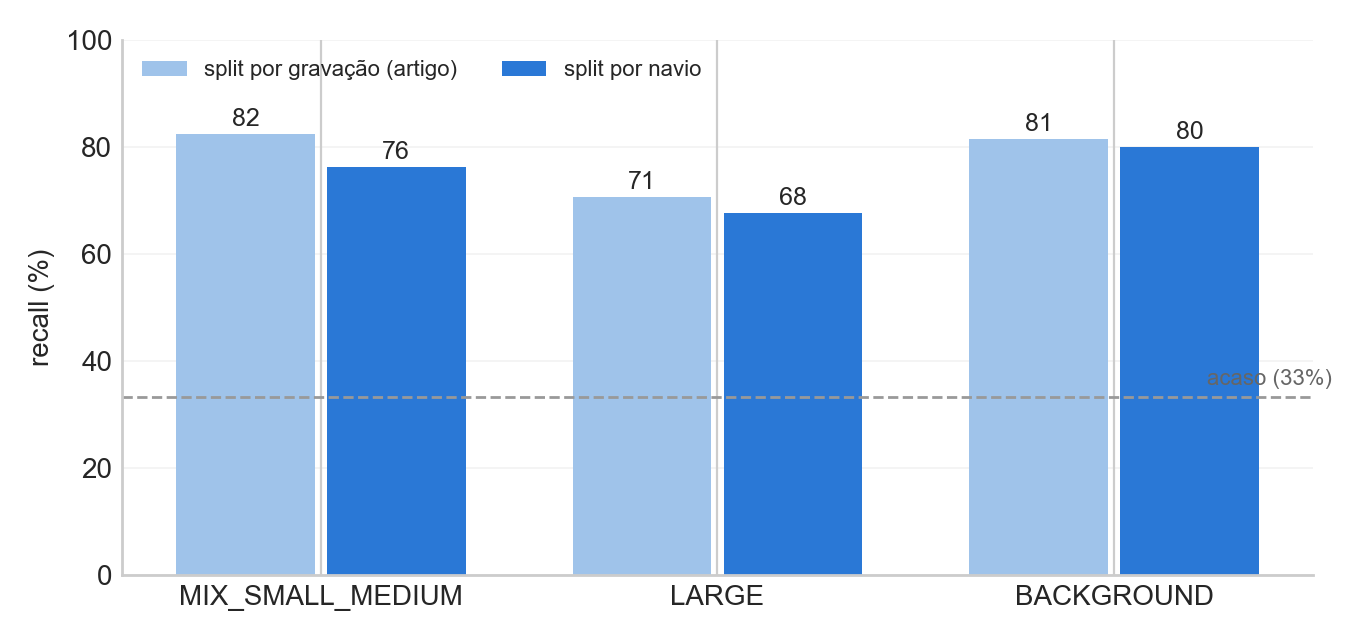 100
split por gravação (artigo)
split por navio
82
76
71
68
81
80
80
60
40
20
0
recall (%)
acaso (33%)
MIX_SMALL_MEDIUM
LARGE
BACKGROUND